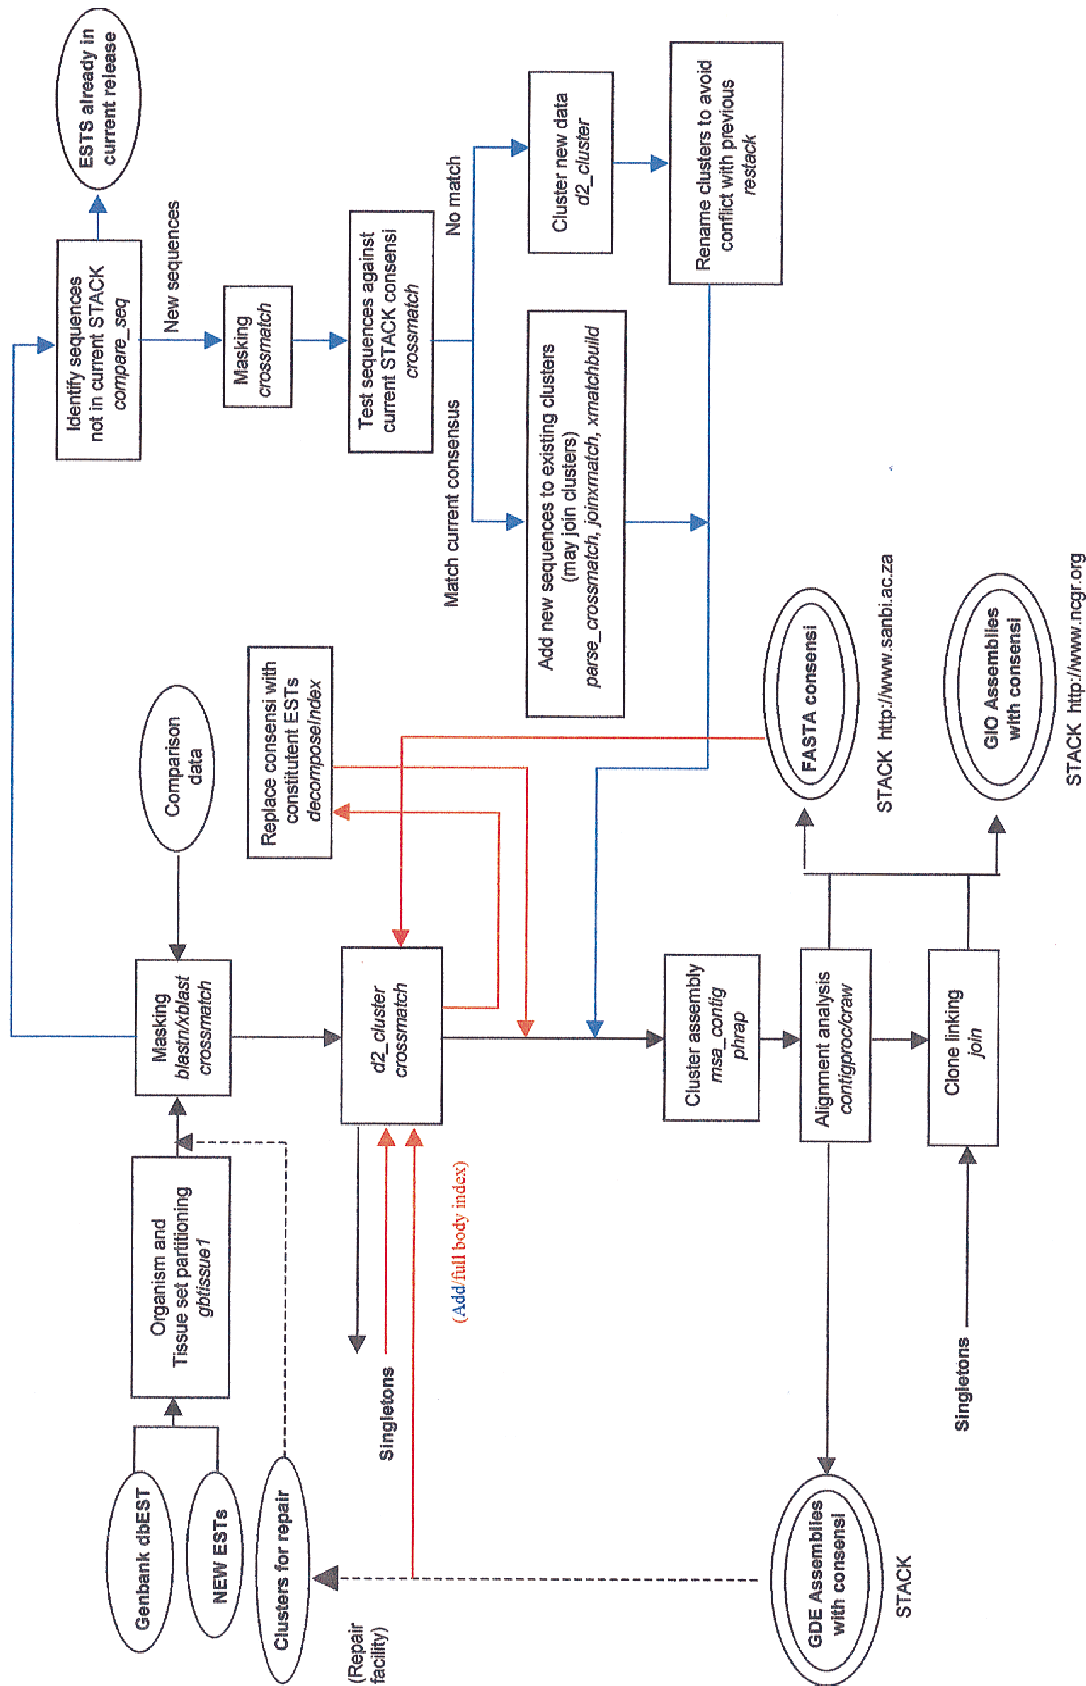 Genbank dbEST
NEW ESTs
Clusters for repair
(Repair
facility)
Organism and
Tissue set partitioning
gbtissue1
Masking
blastn/xblast
crossmatch
Comparison
data
Identify sequences
not in current STACK
compare_seq
ESTS already in
current release
New sequences
Masking
crossmatch
Test sequences against
current STACK consensi
crossmatch
Match current consensus
No match
Add new sequences to existing clusters
(may join clusters)
parse_crossmatch, joinxmatch, xmatchbuild
Cluster new data
d2_cluster
Rename clusters to avoid
conflict with previous
restack
Replace consensi with
constitutent ESTs
decomposeIndex
d2_cluster
crossmatch
Singletons
(Add/full body index)
Cluster assembly
msa_contig
phrap
Alignment analysis
contigproc/craw
Clone linking
join
Singletons
GDE Assemblies
with consensi
STACK
FASTA consensi
STACK http://www.sanbi.ac.za
GIO Assemblies
with consensi
STACK http://www.ncgr.org